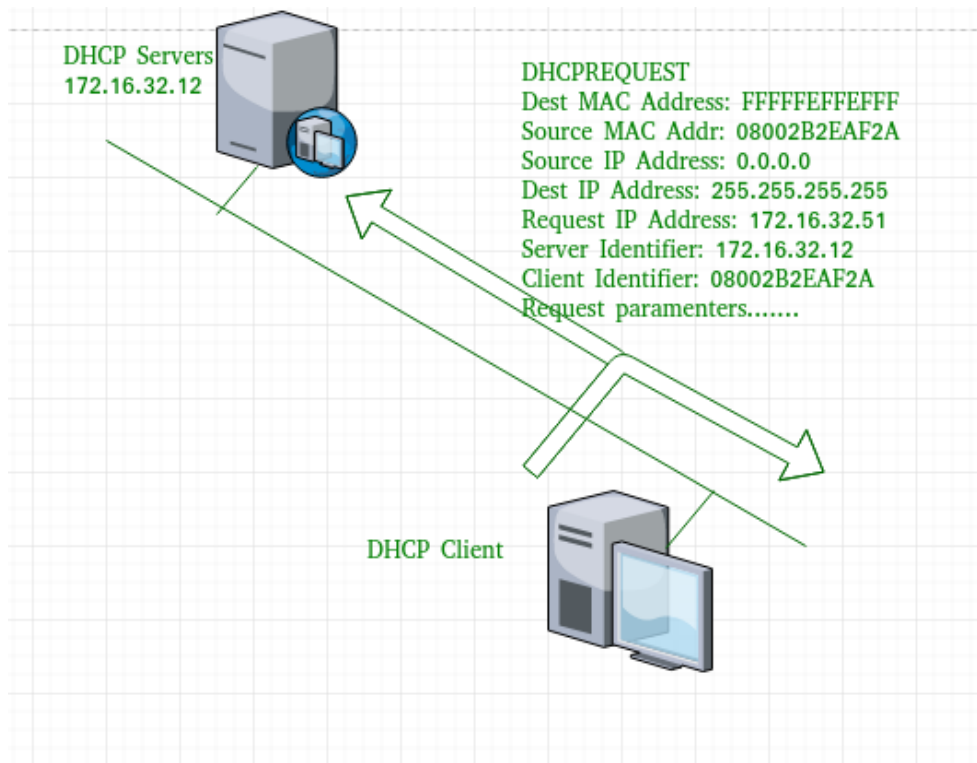 DHCP Servers
172.16.32.12
DHCPREQUEST
Dest MAC Address: FFFFFEFFEFFF
Source MAC Addr: 08002B2EAF2A
Source IP Address: 0.0.0.0
Dest IP Address: 255.255.255.255
Request IP Address: 172.16.32.51
Server Identifier: 172.16.32.12
Client Identifier: 08002B2EAF2A
Request paramenters.......
DHCP Client